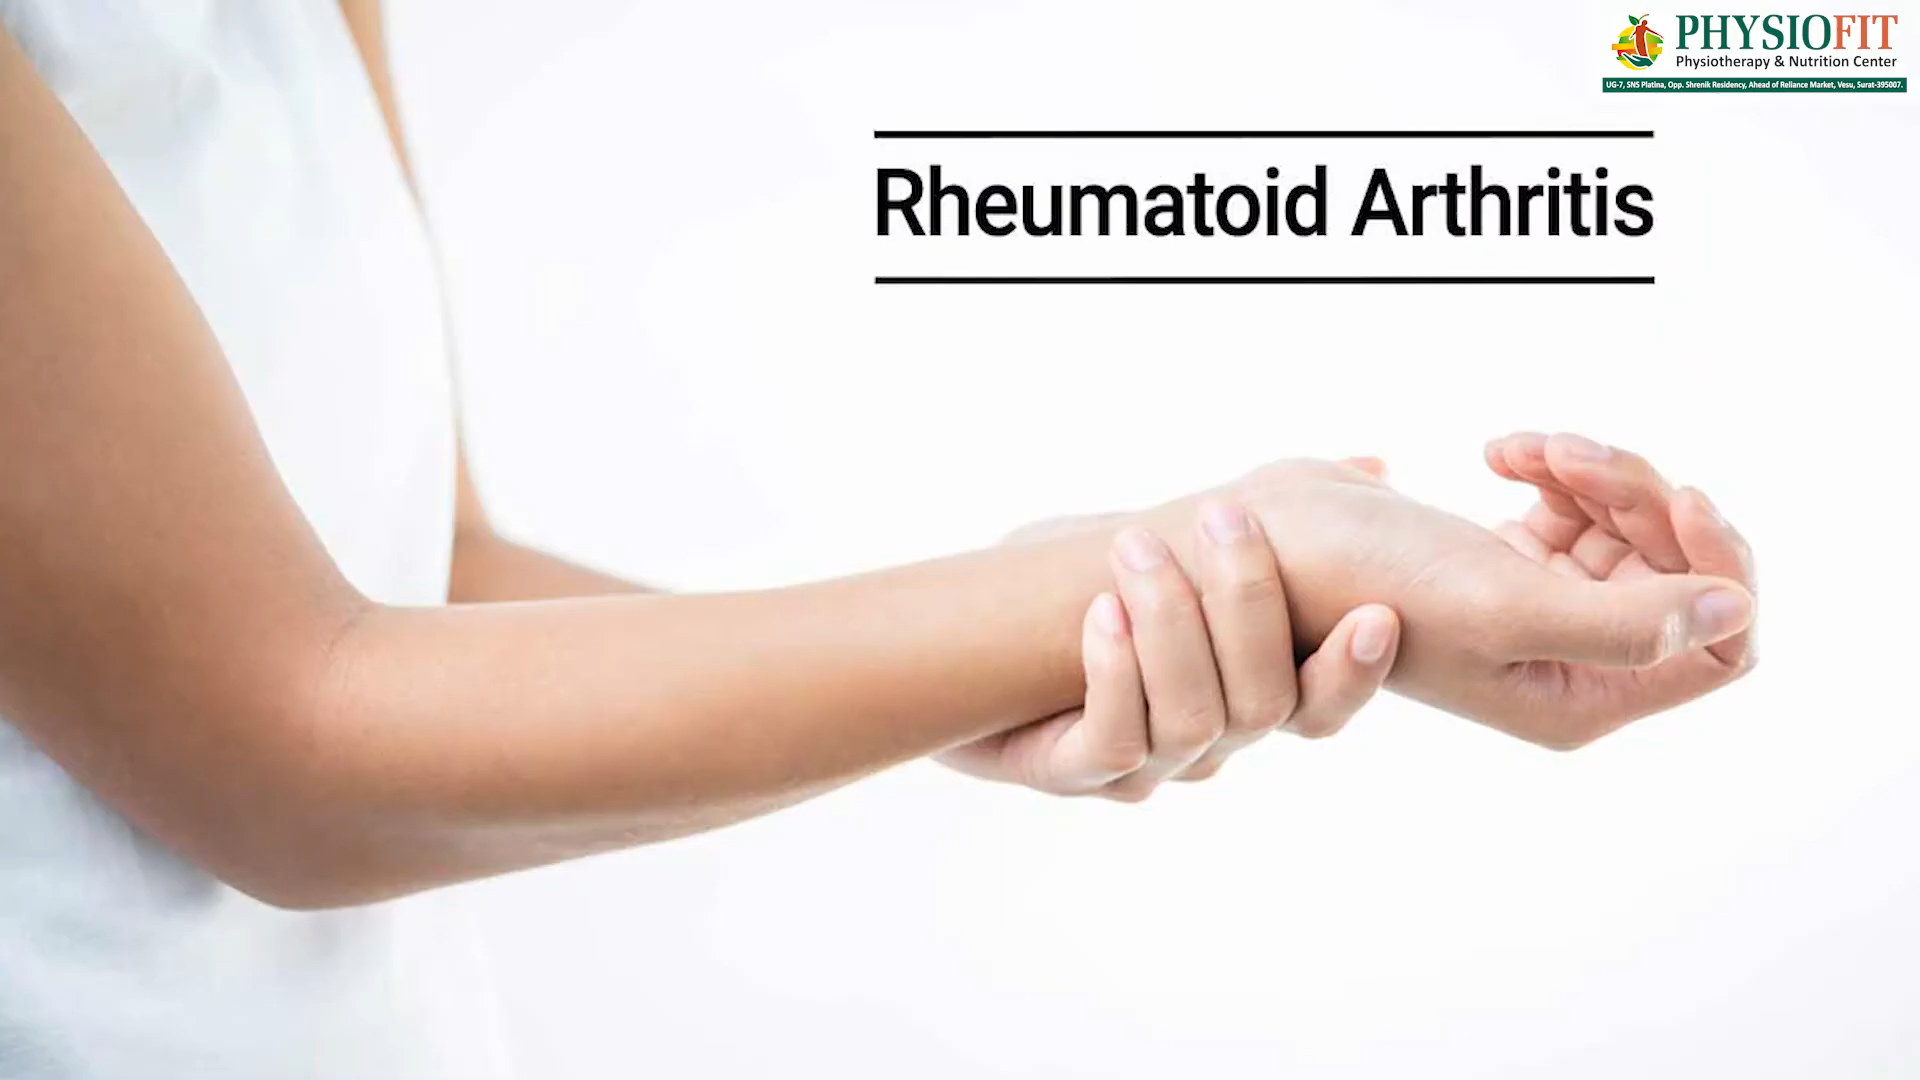 PHYSIOFIT
Physiotherapy & Nutrition Center
UG-7, SNS Platina, Opp. Shrenik Residency, Ahead of Reliance Market, Vesu, Surat-395007.
Rheumatoid Arthritis